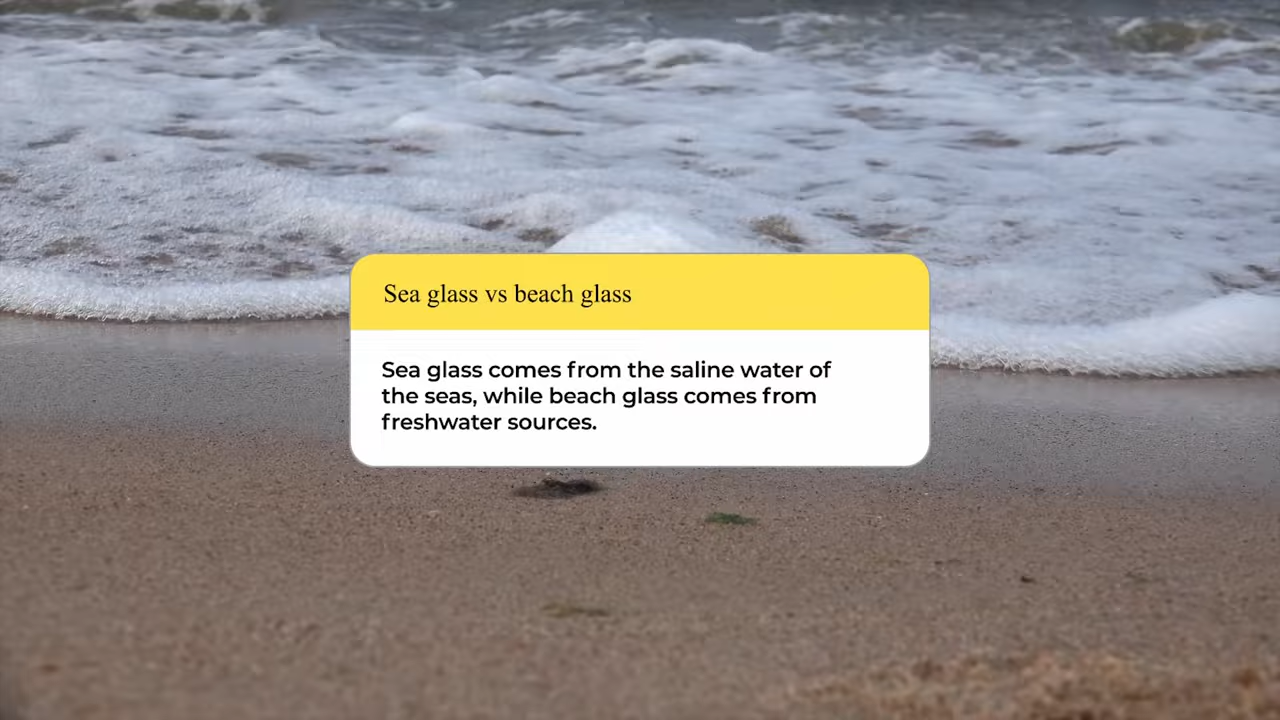 Sea glass vs beach glass
Sea glass comes from the saline water of
the seas, while beach glass comes from
freshwater sources.